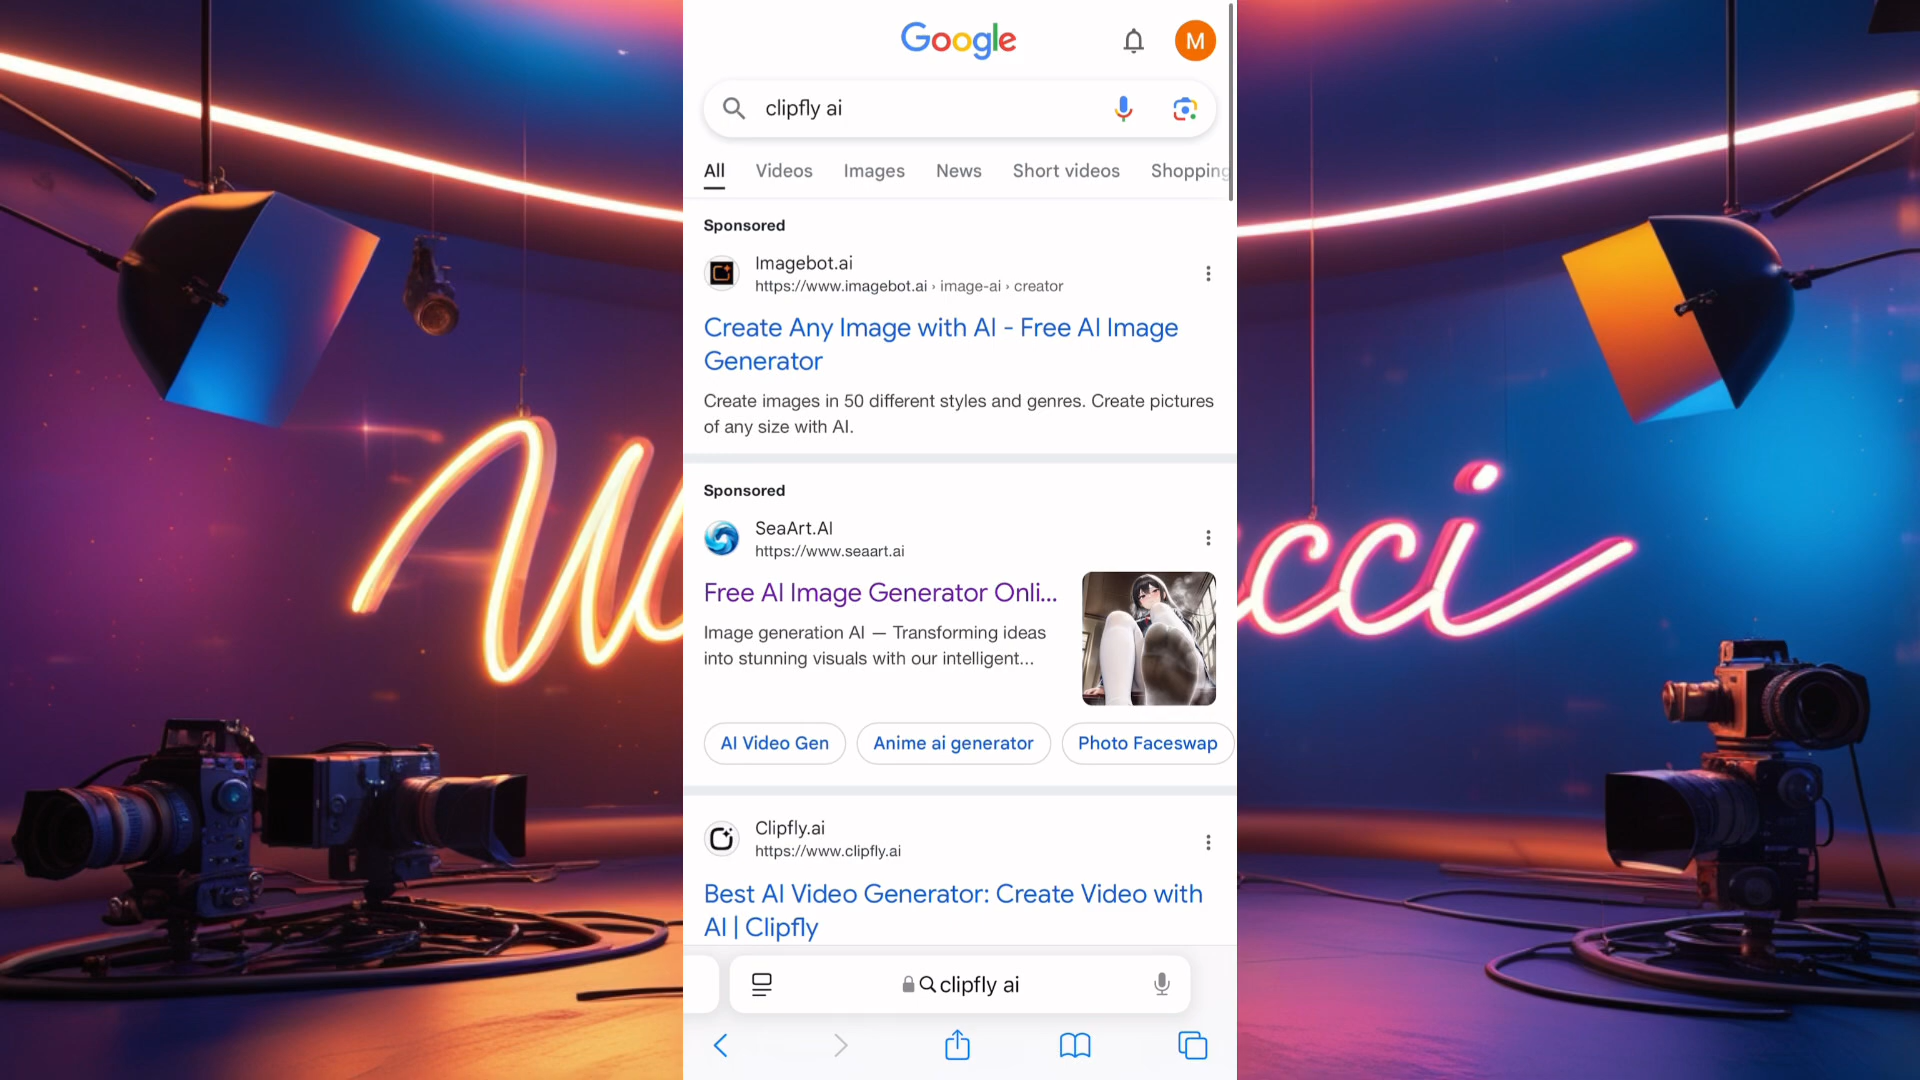 Google
M
clipfly ai
All Videos Images News Short videos Shopping
Sponsored
Imagebot.ai
https://www.imagebot.ai › image-ai › creator
Create Any Image with AI - Free AI Image
Generator
Create images in 50 different styles and genres. Create pictures
of any size with AI.
Sponsored
SeaArt.AI
https://www.seaart.ai
Free AI Image Generator Onli...
Image generation AI — Transforming ideas
into stunning visuals with our intelligent...
AI Video Gen Anime ai generator Photo Faceswap
Clipfly.ai
https://www.clipfly.ai
Best AI Video Generator: Create Video with
AI | Clipfly
clipfly ai
cci